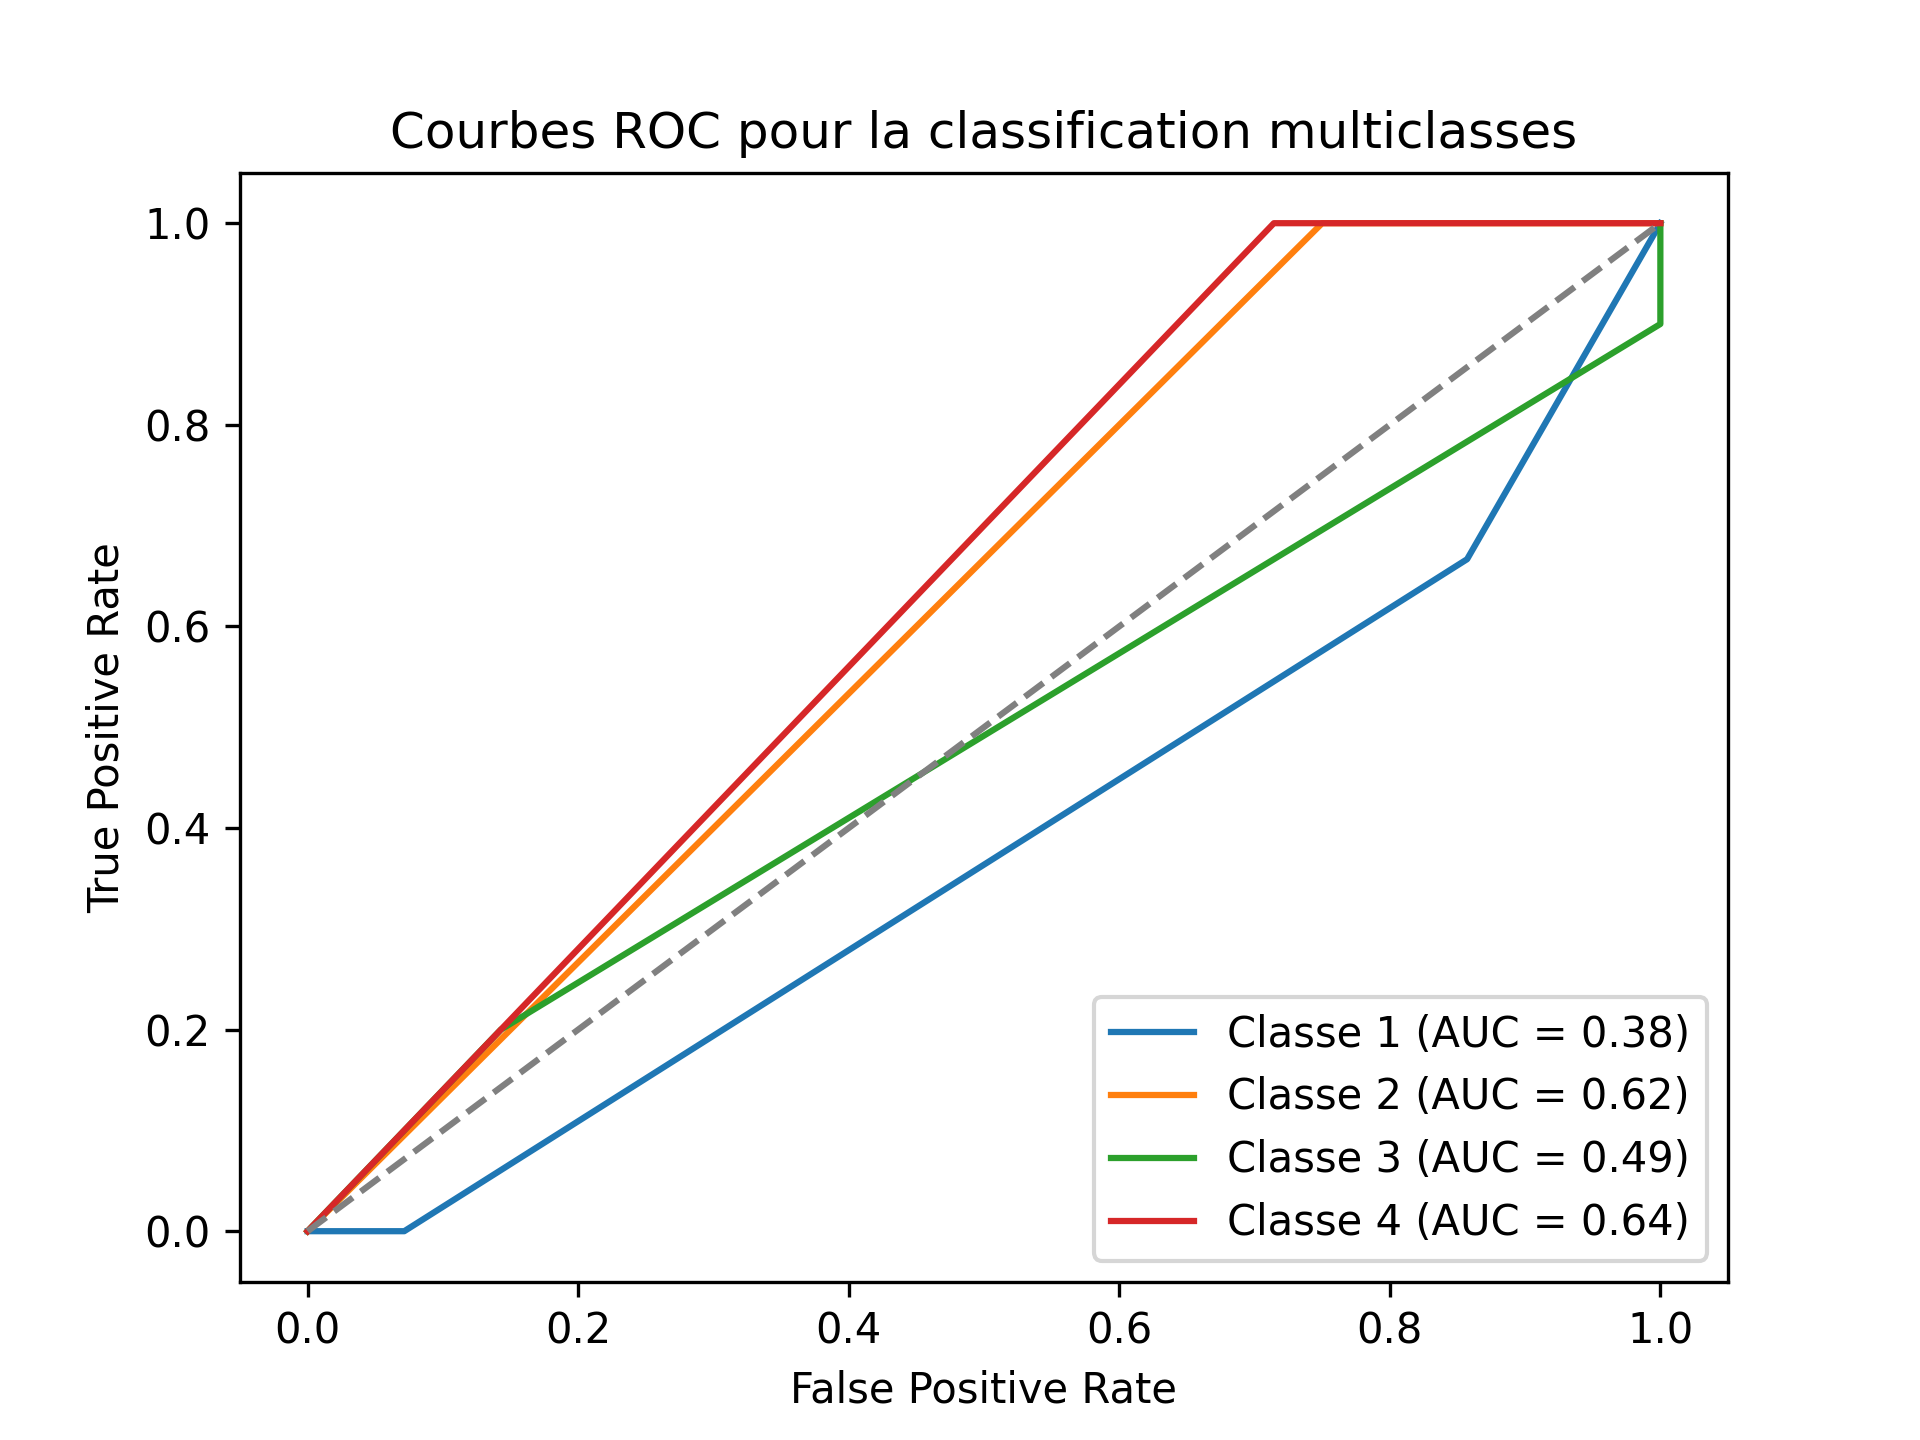 Courbes ROC pour la classification multiclasses
True Positive Rate
1.0
0.8
0.6
0.4
0.2
0.0
0.0 0.2 0.4 0.6 0.8 1.0
False Positive Rate
Classe 1 (AUC = 0.38)
Classe 2 (AUC = 0.62)
Classe 3 (AUC = 0.49)
Classe 4 (AUC = 0.64)